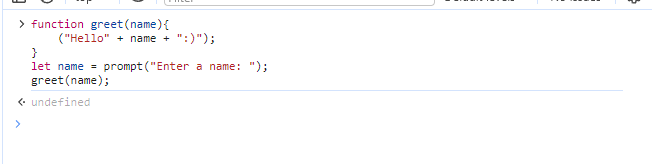 function greet(name){
("Hello" + name + ":)");
}
let name = prompt("Enter a name: ");
greet(name);
undefined